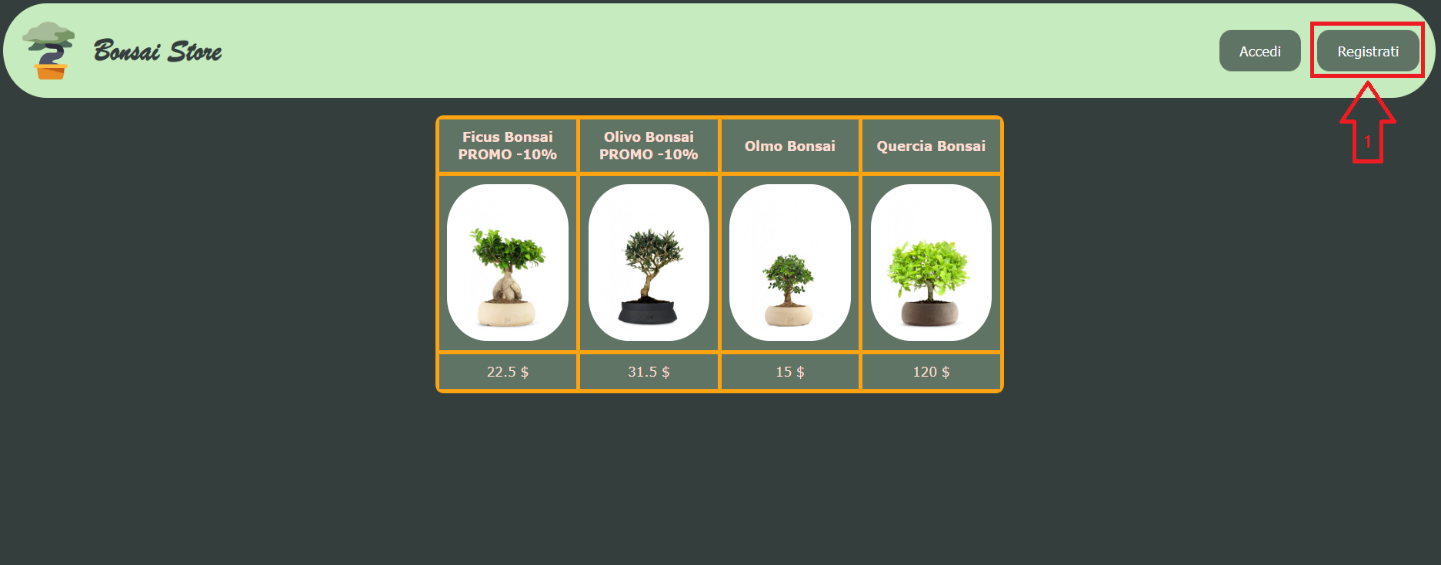 Bonsai Store
Accedi
Registrati
1
Ficus Bonsai
PROMO -10%
Olivo Bonsai
PROMO -10%
Olmo Bonsai
Quercia Bonsai
22.5 $
31.5 $
15 $
120 $